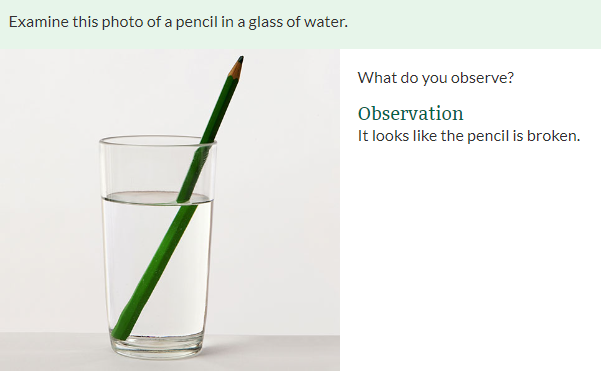 Examine this photo of a pencil in a glass of water.
What do you observe?
Observation
It looks like the pencil is broken.